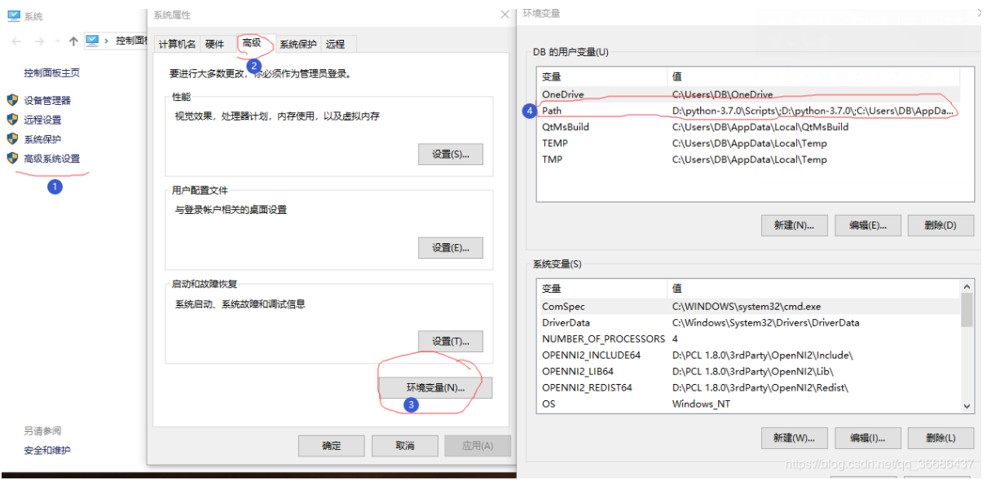 系统
控制面板
控制面板主页
设备管理器
远程设置
系统保护
高级系统设置
1
另请参阅
安全和维护
系统属性
计算机名 硬件 高级 系统保护 远程
2
要进行大多数更改，你必须作为管理员登录。
性能
视觉效果，处理器计划，内存使用，以及虚拟内存
设置(S)...
用户配置文件
与登录帐户相关的桌面设置
设置(E)...
启动和故障恢复
系统启动、系统故障和调试信息
设置(T)...
环境变量(N)...
3
确定 取消 应用(A)
环境变量
DB 的用户变量(U)
变量 值
OneDrive C:\Users\DB\OneDrive
4 Path D:\python-3.7.0\Scripts\;D:\python-3.7.0\;C:\Users\DB\AppDa...
QtMsBuild C:\Users\DB\AppData\Local\QtMsBuild
TEMP C:\Users\DB\AppData\Local\Temp
TMP C:\Users\DB\AppData\Local\Temp
新建(N)... 编辑(E)... 删除(D)
系统变量(S)
变量 值
ComSpec C:\WINDOWS\system32\cmd.exe
DriverData C:\Windows\System32\Drivers\DriverData
NUMBER_OF_PROCESSORS 4
OPENNI2_INCLUDE64 D:\PCL 1.8.0\3rdParty\OpenNI2\Include\
OPENNI2_LIB64 D:\PCL 1.8.0\3rdParty\OpenNI2\Lib\
OPENNI2_REDIST64 D:\PCL 1.8.0\3rdParty\OpenNI2\Redist\
OS Windows_NT
新建(W)... 编辑(I)... 删除(L)
https://blog.csdn.net/qq_36686437